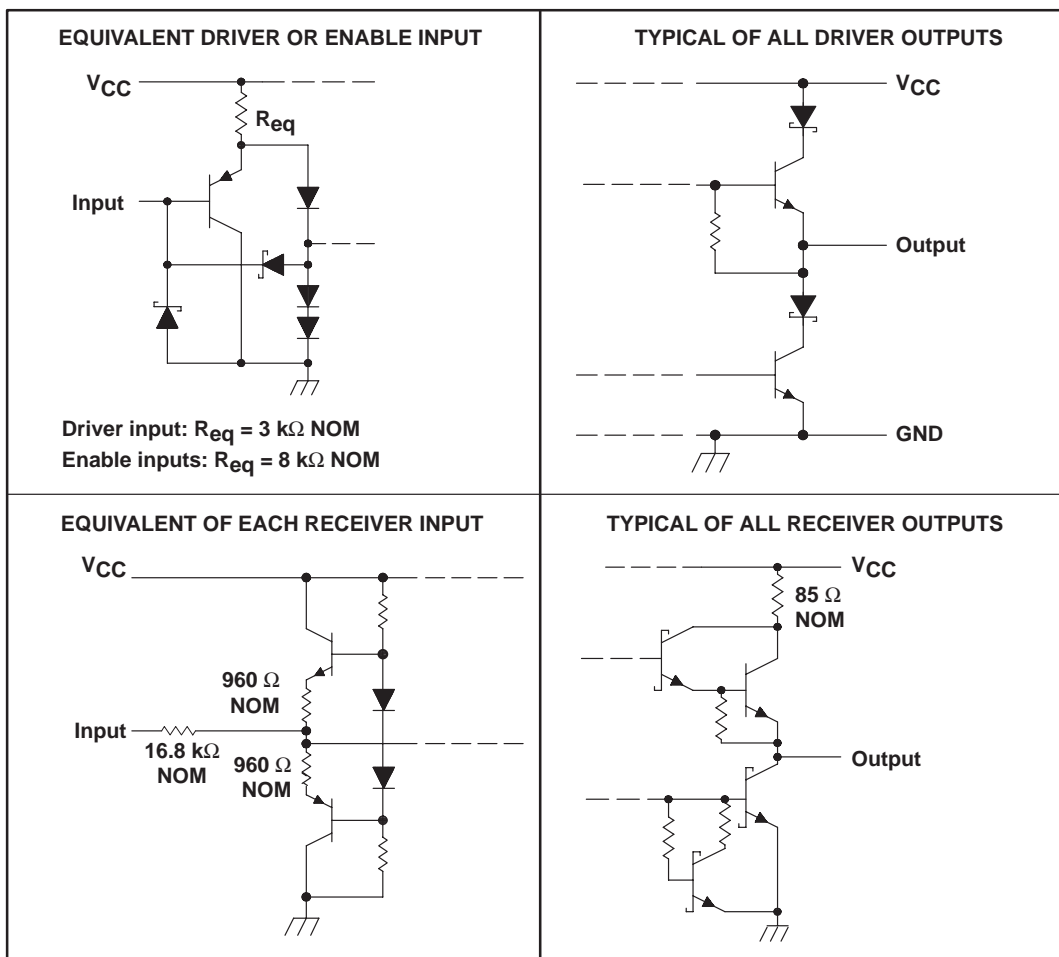 EQUIVALENT DRIVER OR ENABLE INPUT
VCC
Req
Input
Driver input: Req = 3 kΩ NOM
Enable inputs: Req = 8 kΩ NOM
TYPICAL OF ALL DRIVER OUTPUTS
VCC
Output
GND
EQUIVALENT OF EACH RECEIVER INPUT
VCC
960 Ω
NOM
Input
16.8 kΩ
NOM
960 Ω
NOM
TYPICAL OF ALL RECEIVER OUTPUTS
VCC
85 Ω
NOM
Output